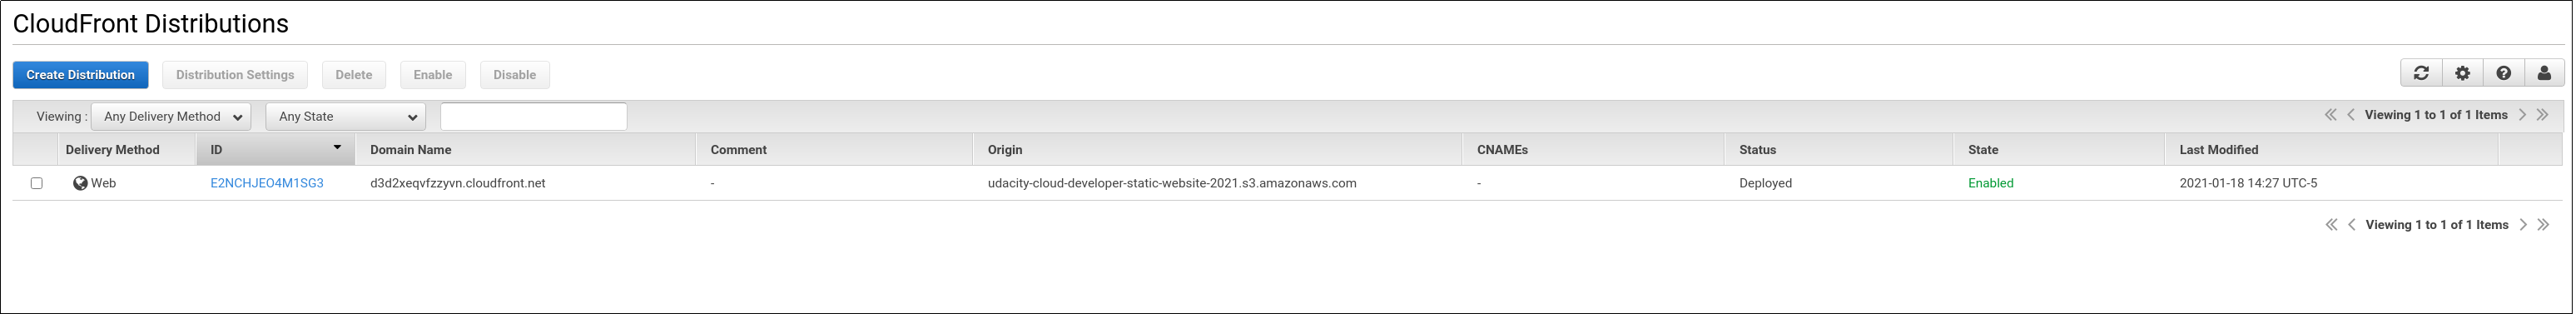 CloudFront Distributions
Create Distribution Distribution Settings Delete Enable Disable
Viewing : Any Delivery Method Any State Viewing 1 to 1 of 1 Items
Delivery Method ID Domain Name Comment Origin CNAMEs Status State Last Modified
Web E2NCHJEO4M1SG3 d3d2xeqvfzzyvn.cloudfront.net - udacity-cloud-developer-static-website-2021.s3.amazonaws.com - Deployed Enabled 2021-01-18 14:27 UTC-5
Viewing 1 to 1 of 1 Items